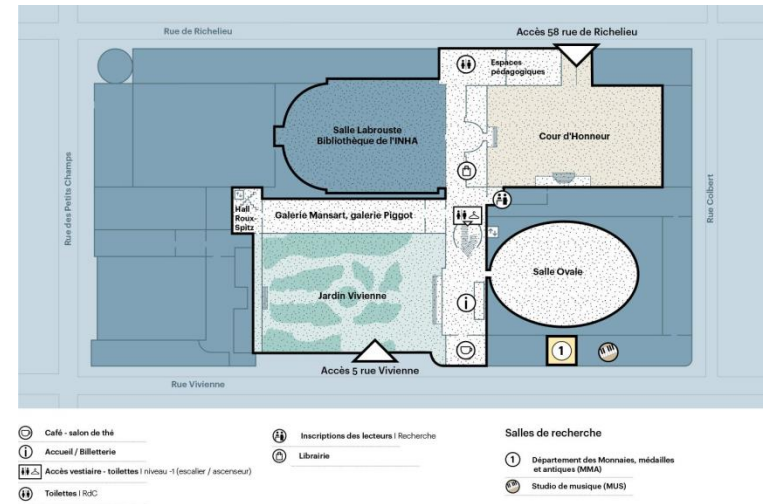 Rue de Richelieu
Accès 58 rue de Richelieu
Espaces
pédagogiques
Salle Labrouste
Bibliothèque de l'INHA
Cour d'Honneur
Rue des Petits Champs
Rue Colbert
Hall
Roux-
Spitz
Galerie Mansart, galerie Piggot
Salle Ovale
Jardin Vivienne
i
1
Accès 5 rue Vivienne
Rue Vivienne
Café - salon de thé
i
Accueil / Billetterie
Accès vestiaire - toilettes I niveau -1 (escalier / ascenseur)
Toilettes I RdC
Inscriptions des lecteurs I Recherche
Librairie
Salles de recherche
1
Département des Monnaies, médailles
et antiques (MMA)
Studio de musique (MUS)